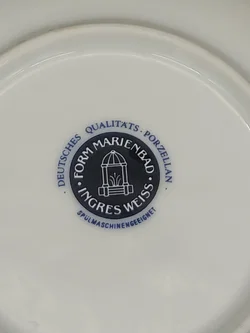 DEUTSCHES QUALITÄTS-PORZELLAN
FORM MARIENBAD
INGRES WEISS
SPÜLMASCHINENGEEIGNET